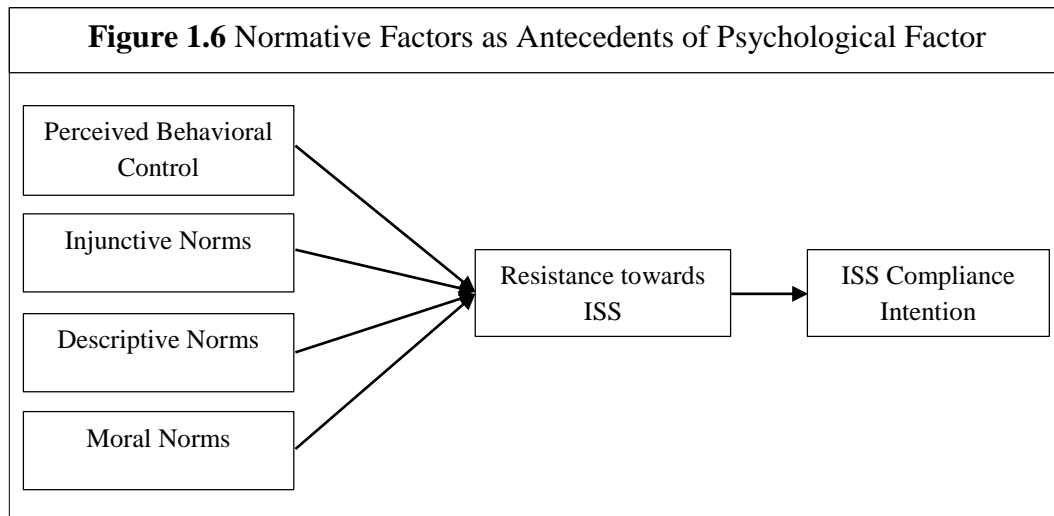 Figure 1.6 Normative Factors as Antecedents of Psychological Factor
Perceived Behavioral
Control
Injunctive Norms
Descriptive Norms
Moral Norms
Resistance towards
ISS
ISS Compliance
Intention